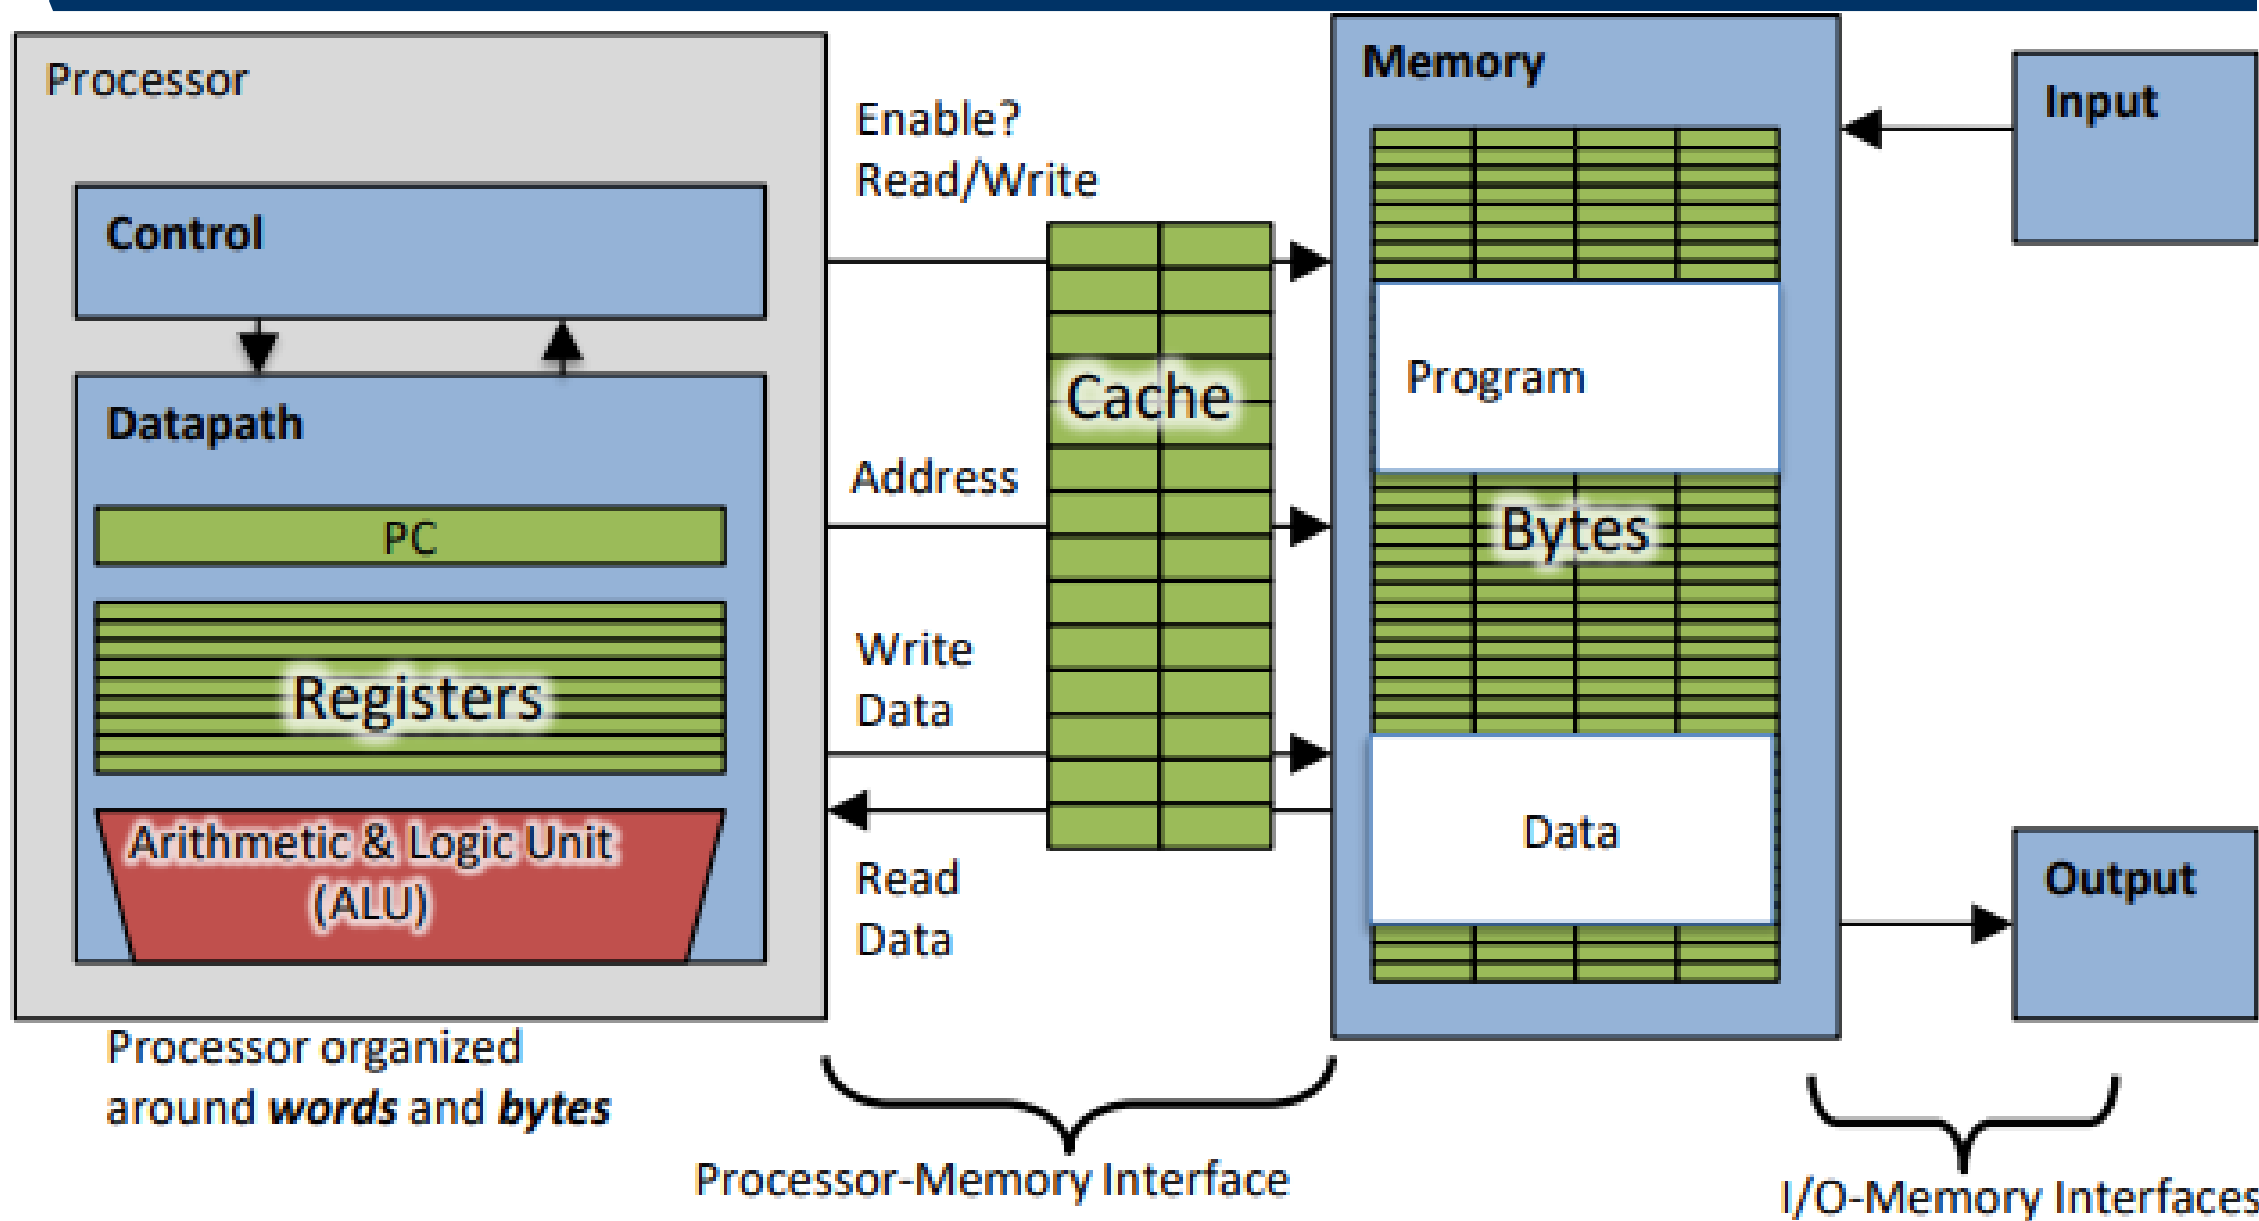 Processor
Control
Datapath
PC
Registers
Arithmetic & Logic Unit
(ALU)
Processor organized
around words and bytes
Enable?
Read/Write
Cache
Address
Write
Data
Read
Data
Processor-Memory Interface
Memory
Program
Bytes
Data
Input
Output
I/O-Memory Interfaces